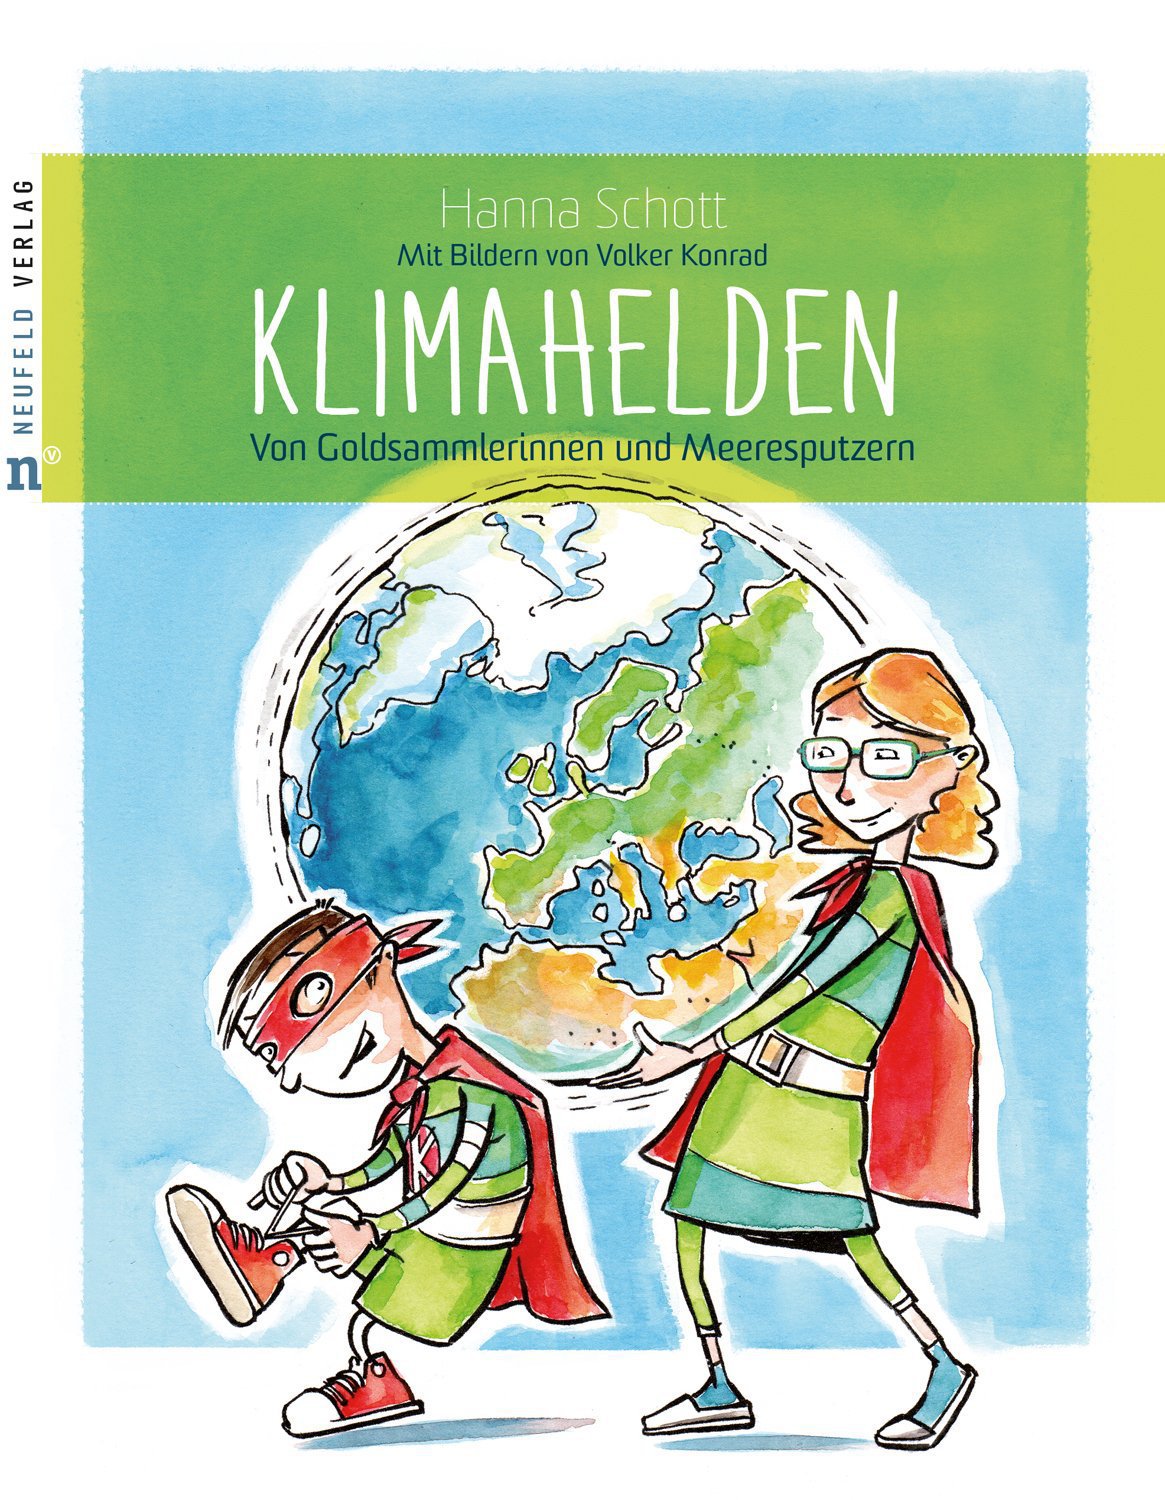 Hanna Schott
Mit Bildern von Volker Konrad
KLIMAHELDEN
Von Goldsammlerinnen und Meeresputzern
NEUFELD VERLAG
n
V